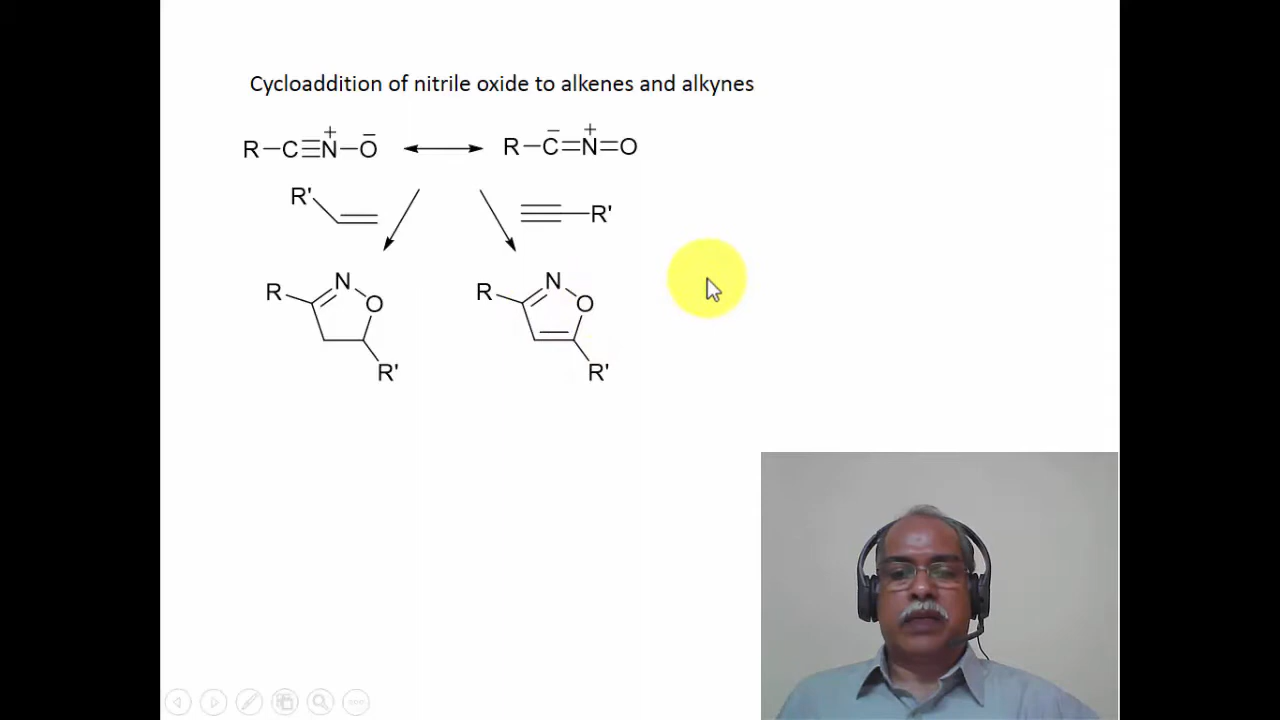 Cycloaddition of nitrile oxide to alkenes and alkynes
R—C≡N⁺—O⁻ ↔ R—C⁻=N⁺=O
R' R'
R N O R N O
R' R'